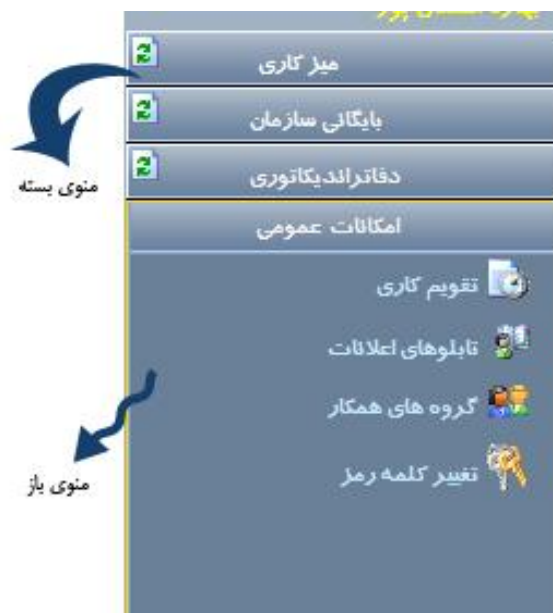 میز کاری
بایگانی سازمان
دفاتراندیکاتوری
منوی بسته
امکانات عمومی
تقویم کاری
تابلوهای اعلانات
گروه های همکار
تغییر کلمه رمز
منوی باز